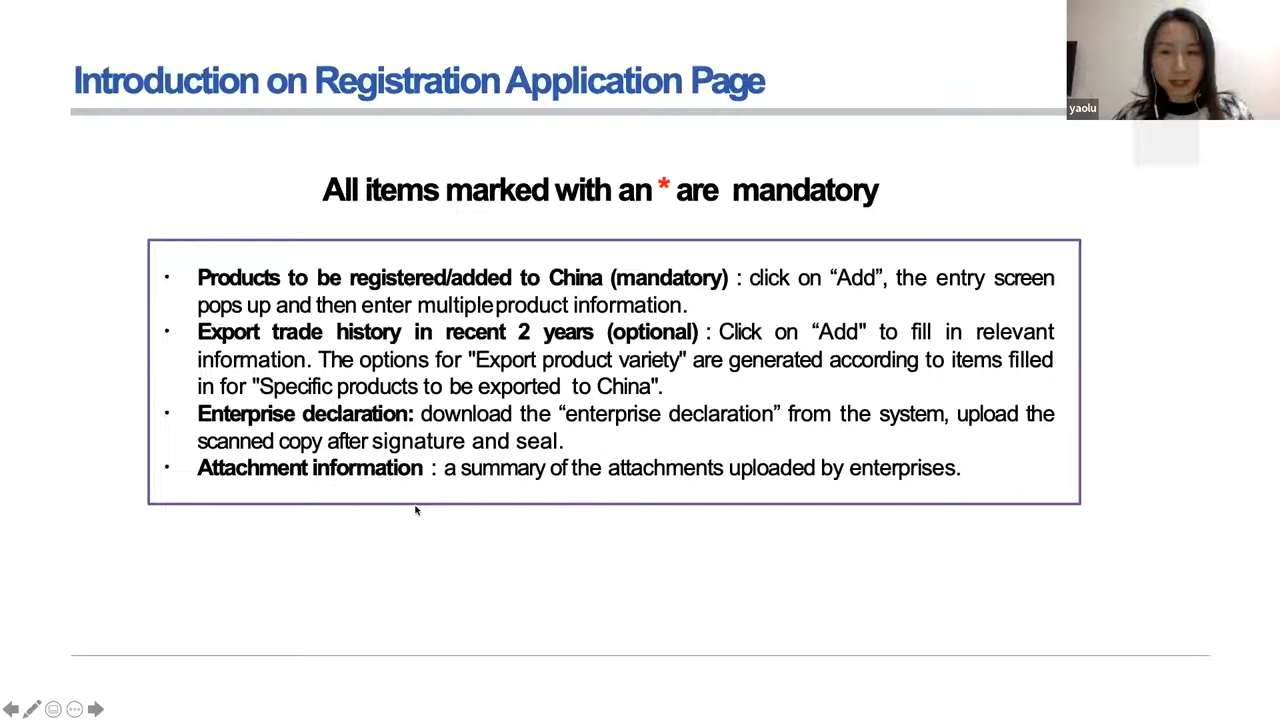 Introduction on Registration Application Page
yaolu
All items marked with an * are mandatory
· Products to be registered/added to China (mandatory) : click on “Add”, the entry screen
pops up and then enter multiple product information.
· Export trade history in recent 2 years (optional) : Click on “Add" to fill in relevant
information. The options for "Export product variety" are generated according to items filled
in for "Specific products to be exported to China".
· Enterprise declaration: download the “enterprise declaration” from the system, upload the
scanned copy after signature and seal.
· Attachment information : a summary of the attachments uploaded by enterprises.